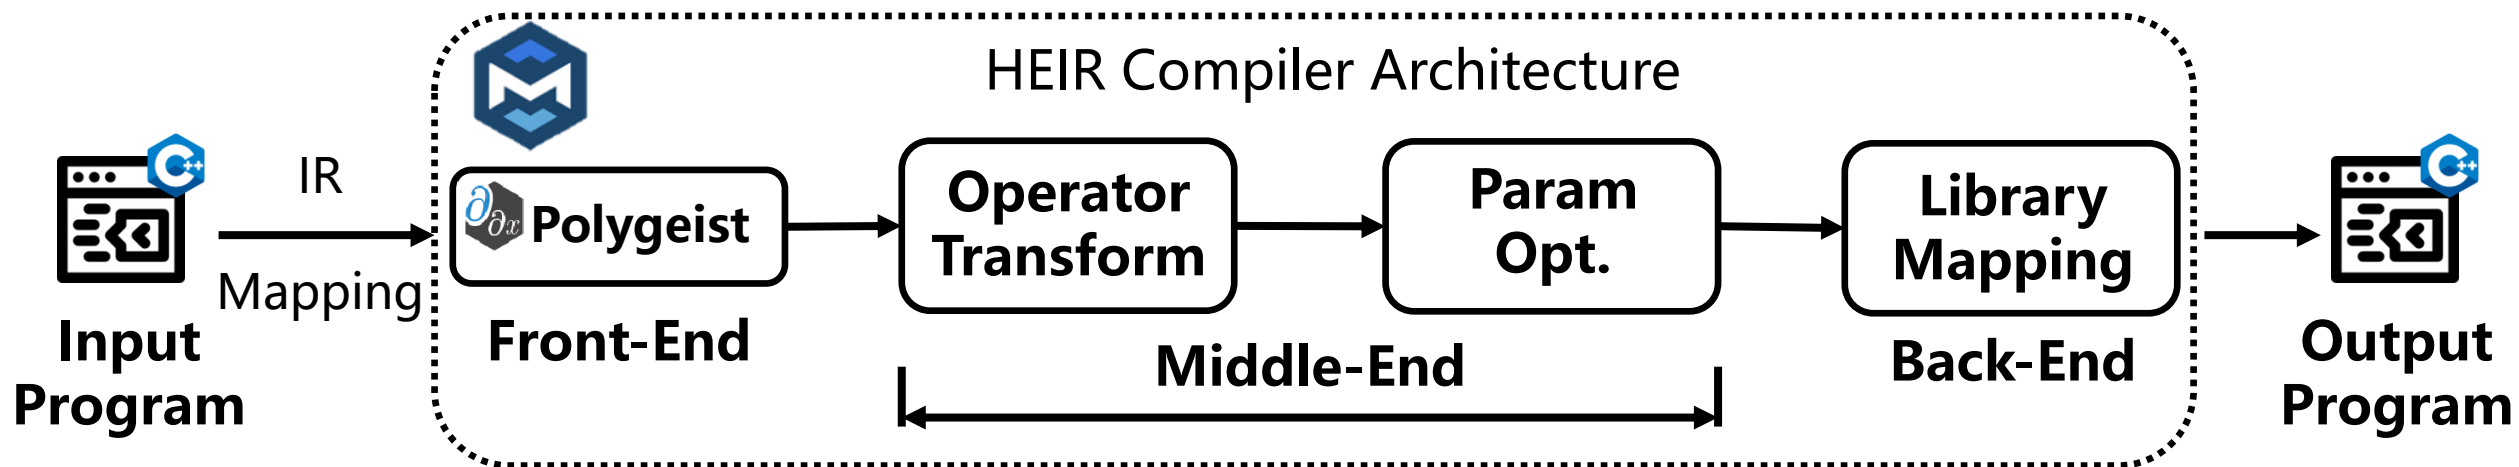 HEIR Compiler Architecture
C++
IR
Mapping
Input
Program
∂
∂x
Polygeist
Front-End
Operator
Transform
Param
Opt.
Middle-End
Library
Mapping
Back-End
C++
Output
Program